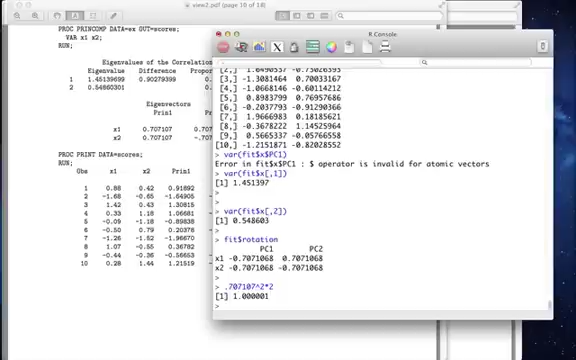 view2.pdf (page 10 of 18)
PROC PRINCOMP DATA=ex OUT=scores;
VAR x1 x2;
RUN;
Eigenvalues of the Correlation
Eigenvalue Difference Propor
1 1.45139699 0.90279399
2 0.54860301
Eigenvectors
Prin1
x1 0.707107
x2 0.707107 -.70
PROC PRINT DATA=scores;
RUN;
Obs x1 x2 Prin1
1 0.88 0.42 0.91892
2 -1.68 -0.65 -1.64905
3 1.42 0.43 1.30815
4 0.33 1.18 1.06681
5 -0.09 -1.18 -0.89838
6 -0.50 0.79 0.20378
7 -1.26 -1.52 -1.96670
8 1.07 -0.55 0.36782
9 -0.44 -0.36 -0.56653
10 0.28 1.44 1.21519
R Console
[3,] -1.3081464 0.70033167
[4,] -1.0668146 -0.60114212
[5,] 0.8983799 0.76957686
[6,] -0.2037793 -0.91290366
[7,] 1.9666983 0.18185621
[8,] -0.3678222 1.14525964
[9,] 0.5665337 -0.05766558
[10,] -1.2151871 -0.82028552
> var(fit$x$PC1)
Error in fit$x$PC1 : $ operator is invalid for atomic vectors
> var(fit$x[,1])
[1] 1.451397
>
>
> var(fit$x[,2])
[1] 0.548603
>
> fit$rotation
PC1 PC2
x1 -0.7071068 0.7071068
x2 -0.7071068 -0.7071068
>
> .707107^2*2
[1] 1.000001
>